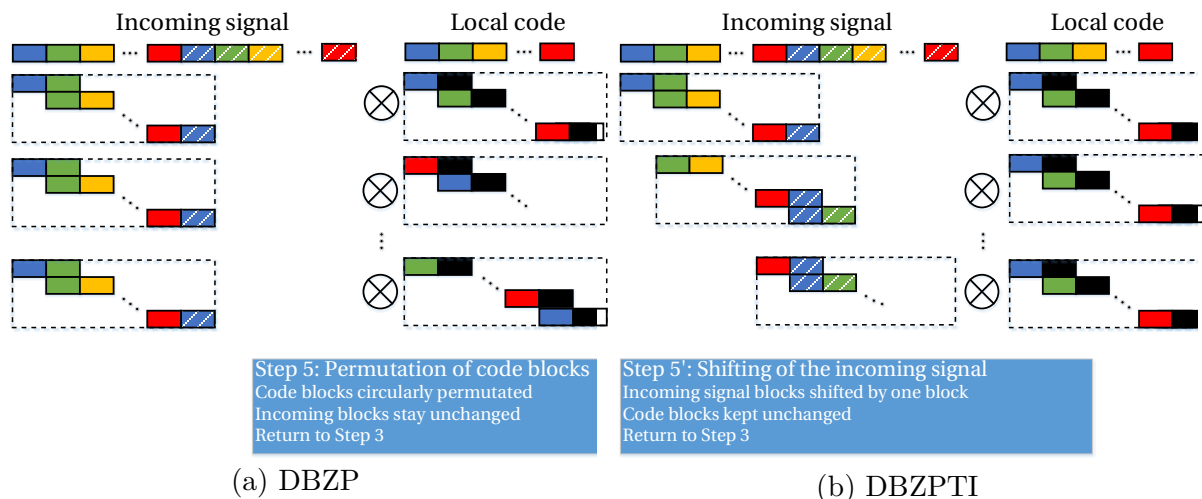 Incoming signal
Local code
Incoming signal
Local code
Step 5: Permutation of code blocks
Code blocks circularly permutated
Incoming blocks stay unchanged
Return to Step 3
Step 5': Shifting of the incoming signal
Incoming signal blocks shifted by one block
Code blocks kept unchanged
Return to Step 3
(a) DBZP
(b) DBZPTI